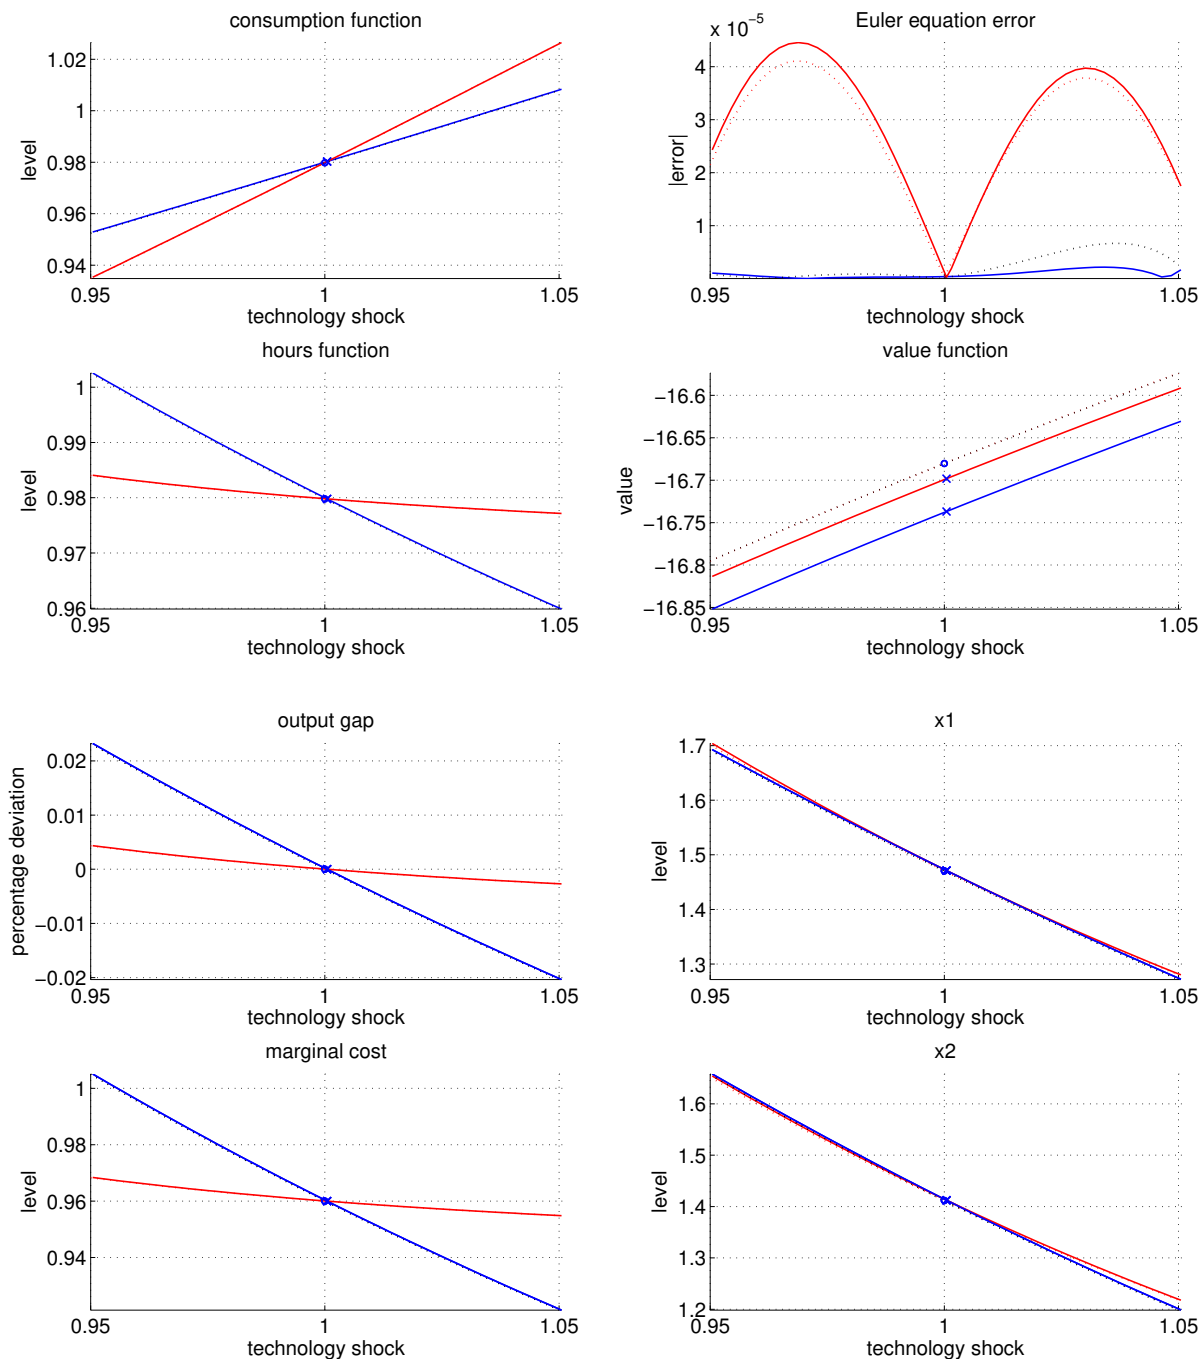 consumption function
1.02
1
0.98
0.96
0.94
level
0.95
1
1.05
technology shock
Euler equation error
x 10−5
4
3
2
1
|error|
0.95
1
1.05
technology shock
hours function
1
0.99
0.98
0.97
0.96
level
0.95
1
1.05
technology shock
value function
−16.6
−16.65
−16.7
−16.75
−16.8
−16.85
value
0.95
1
1.05
technology shock
output gap
0.02
0.01
0
−0.01
−0.02
percentage deviation
0.95
1
1.05
technology shock
x1
1.7
1.6
1.5
1.4
1.3
level
0.95
1
1.05
technology shock
marginal cost
1
0.98
0.96
0.94
level
0.95
1
1.05
technology shock
x2
1.6
1.5
1.4
1.3
1.2
level
0.95
1
1.05
technology shock